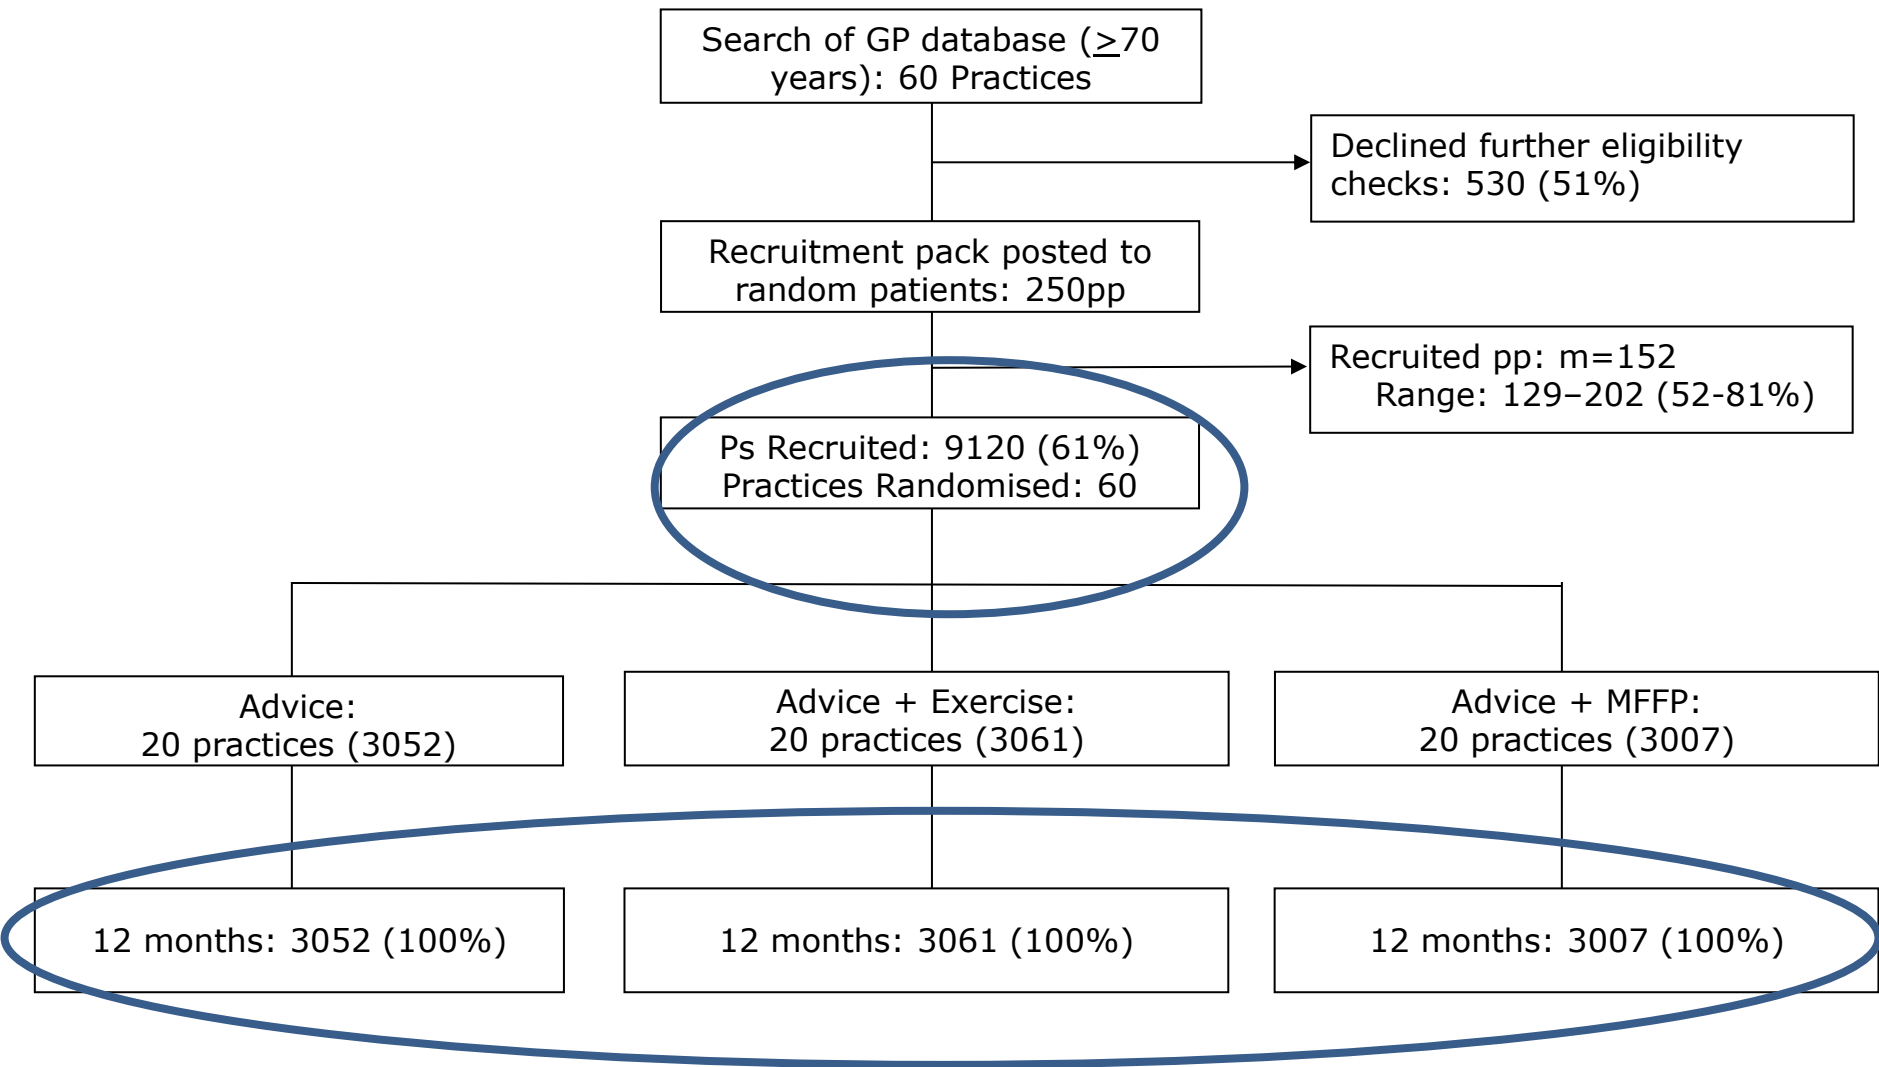 Search of GP database (≥70
years): 60 Practices
Declined further eligibility
checks: 530 (51%)
Recruitment pack posted to
random patients: 250pp
Recruited pp: m=152
Range: 129–202 (52-81%)
Ps Recruited: 9120 (61%)
Practices Randomised: 60
Advice:
20 practices (3052)
Advice + Exercise:
20 practices (3061)
Advice + MFFP:
20 practices (3007)
12 months: 3052 (100%)
12 months: 3061 (100%)
12 months: 3007 (100%)